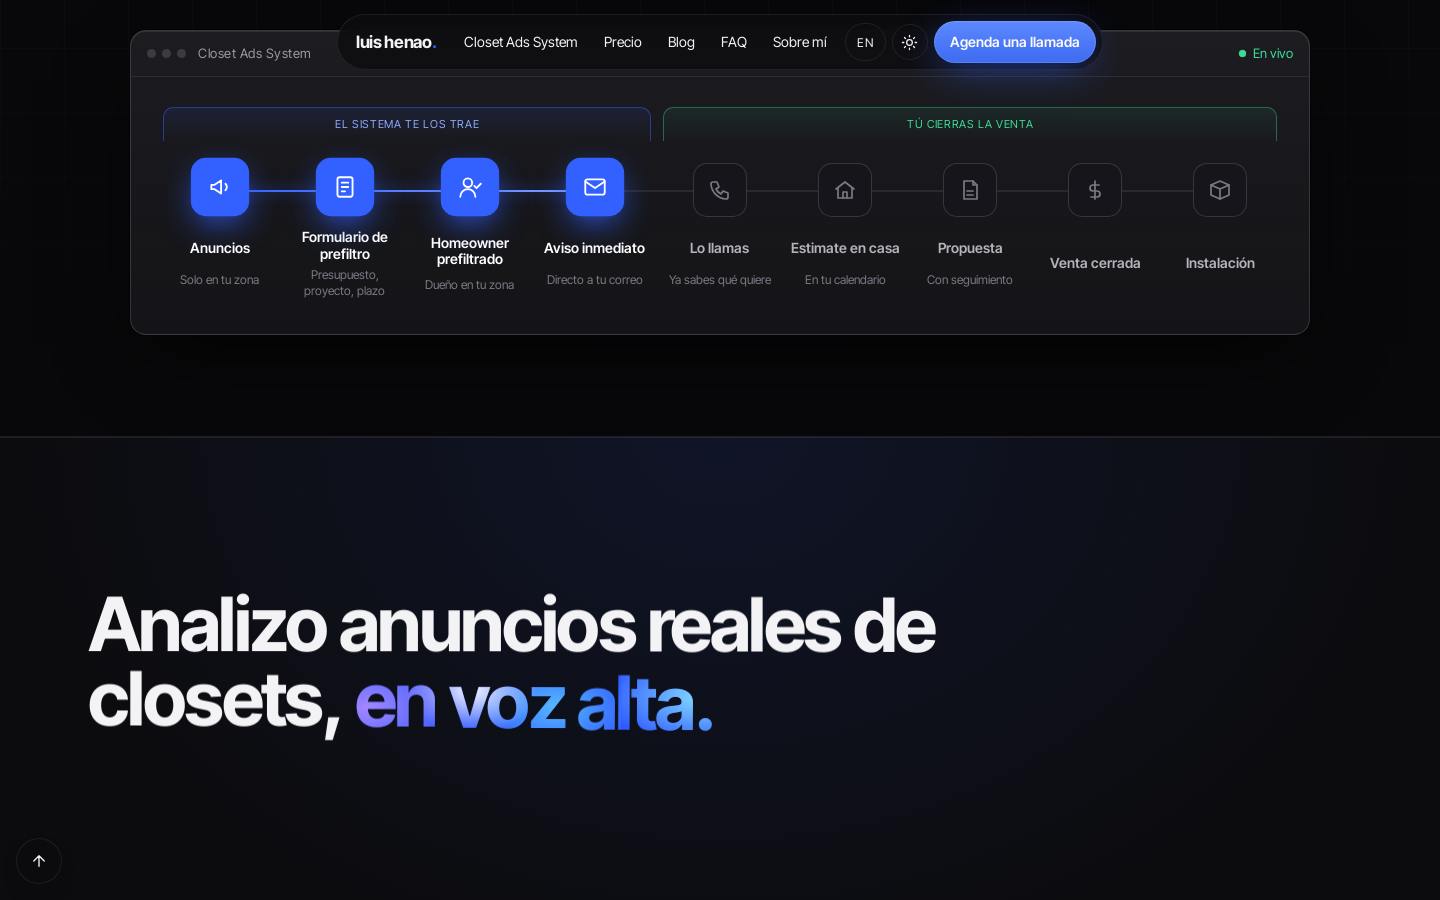 luis henao.
Closet Ads System
Precio
Blog
FAQ
Sobre mí
EN
Agenda una llamada
Closet Ads System
En vivo
EL SISTEMA TE LOS TRAE
TÚ CIERRAS LA VENTA
Anuncios
Solo en tu zona
Formulario de
prefiltro
Presupuesto,
proyecto, plazo
Homeowner
prefiltrado
Dueño en tu zona
Aviso inmediato
Directo a tu correo
Lo llamas
Ya sabes qué quiere
Estimate en casa
En tu calendario
Propuesta
Con seguimiento
Venta cerrada
Instalación
Analizo anuncios reales de
closets, en voz alta.